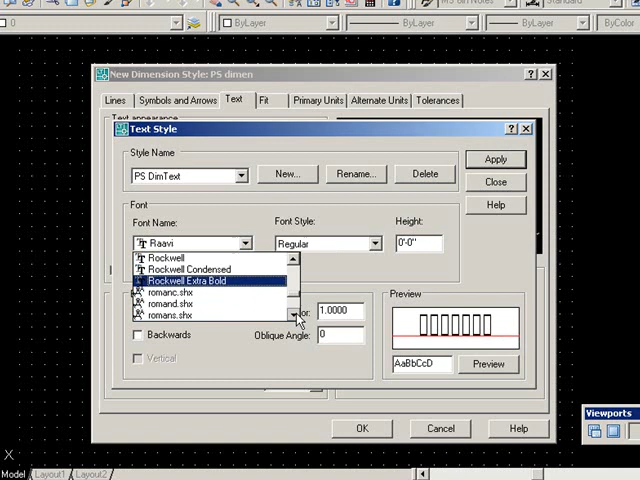 0
ByLayer
ByLayer
ByLayer
ByColor
New Dimension Style: PS dimen
Lines
Symbols and Arrows
Text
Fit
Primary Units
Alternate Units
Tolerances
Text appearance
Text Style
Style Name
PS DimText
New...
Rename...
Delete
Apply
Close
Help
Font
Font Name:
Font Style:
Height:
Raavi
Regular
0'-0"
Rockwell
Rockwell Condensed
Rockwell Extra Bold
romanc.shx
romand.shx
romans.shx
1.0000
Backwards
Oblique Angle:
0
Vertical
Preview
AaBbCcD
Preview
OK
Cancel
Help
Viewports
X
Model
Layout1
Layout2